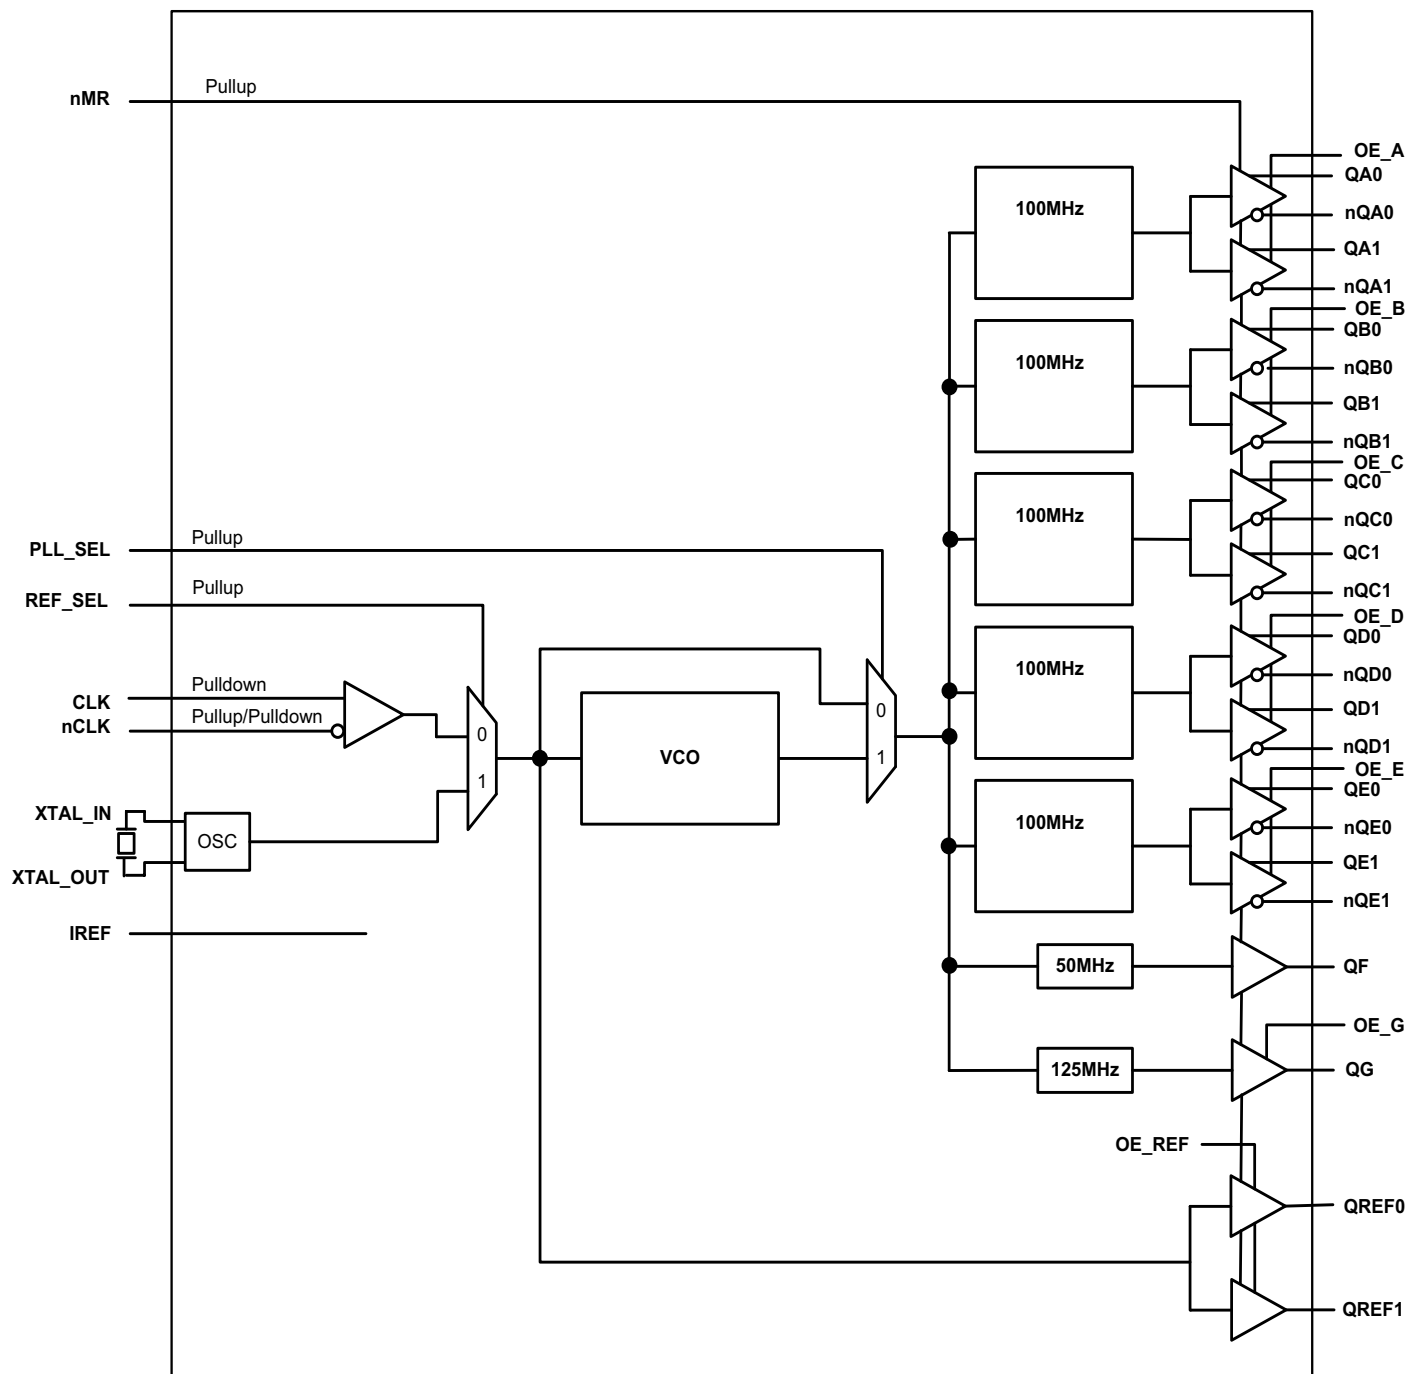 nMR
Pullup
OE_A
QA0
100MHz
nQA0
QA1
nQA1
OE_B
QB0
100MHz
nQB0
QB1
nQB1
OE_C
QC0
100MHz
nQC0
PLL_SEL
Pullup
QC1
REF_SEL
Pullup
nQC1
OE_D
QD0
100MHz
nQD0
CLK
Pulldown
nCLK
Pullup/Pulldown
0
1
VCO
0
1
QD1
nQD1
OE_E
QE0
XTAL_IN
OSC
XTAL_OUT
100MHz
nQE0
QE1
nQE1
IREF
50MHz
QF
OE_G
125MHz
QG
OE_REF
QREF0
QREF1